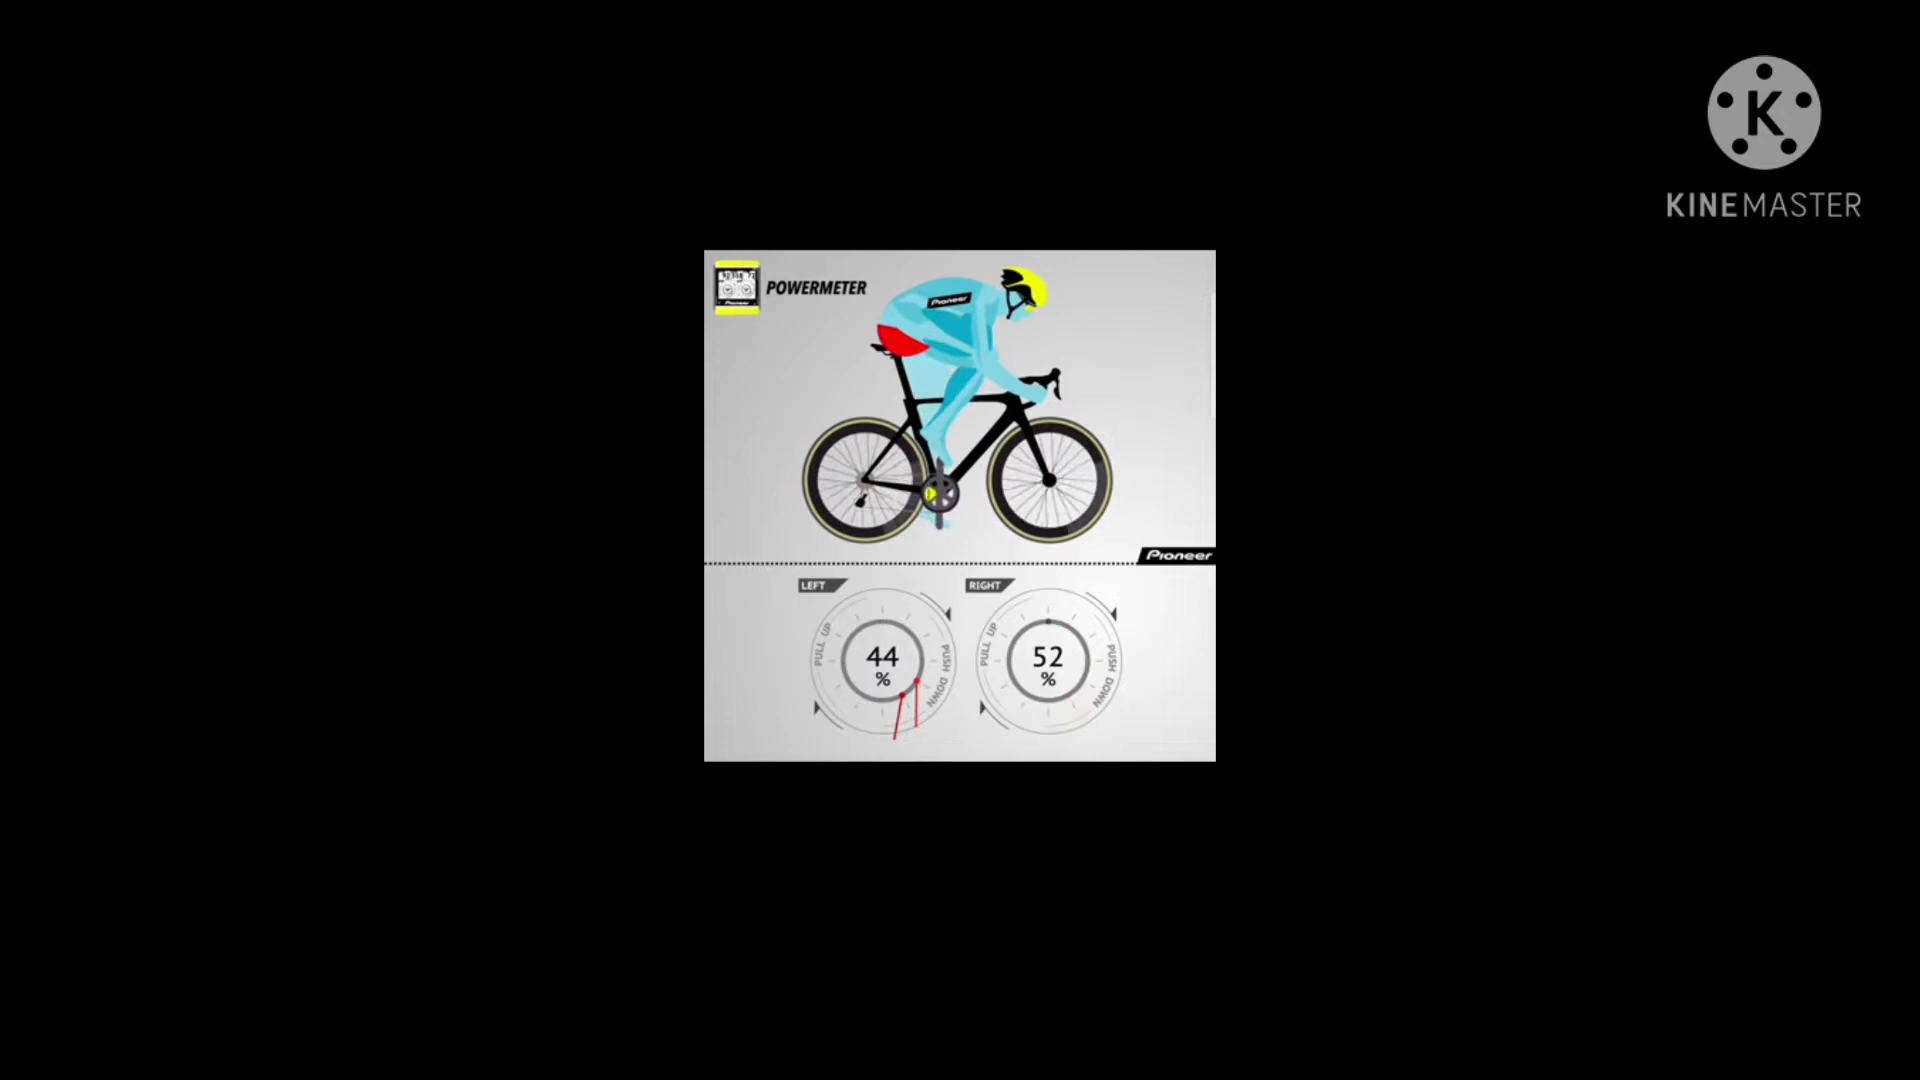 K
KINEMASTER
POWERMETER
Pioneer
Pioneer
LEFT
RIGHT
PULL UP
44
%
PUSH DOWN
PULL UP
52
%
PUSH DOWN